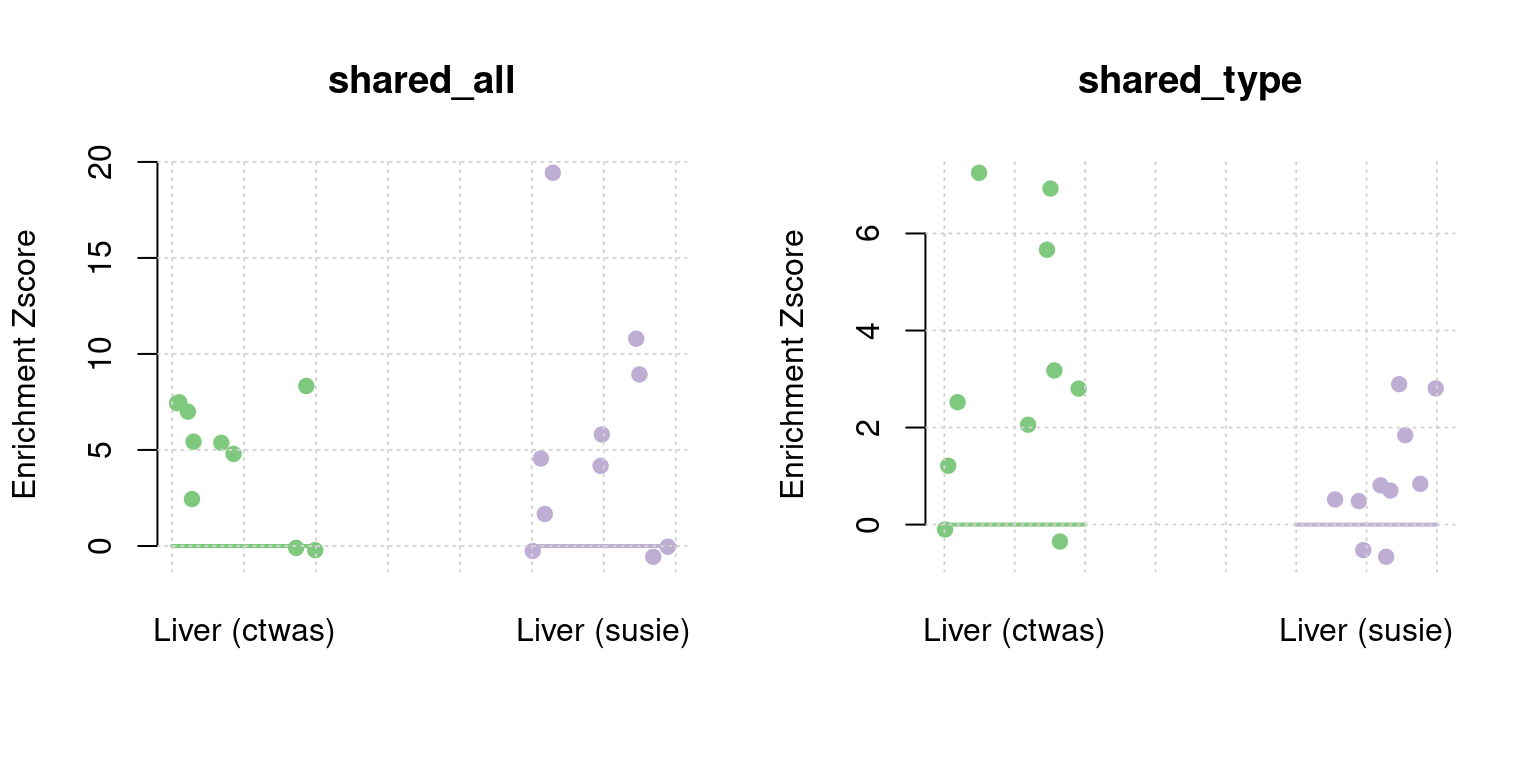 shared_all
Enrichment Zscore
20
15
10
5
0
Liver (ctwas)
Liver (susie)
shared_type
Enrichment Zscore
6
4
2
0
Liver (ctwas)
Liver (susie)